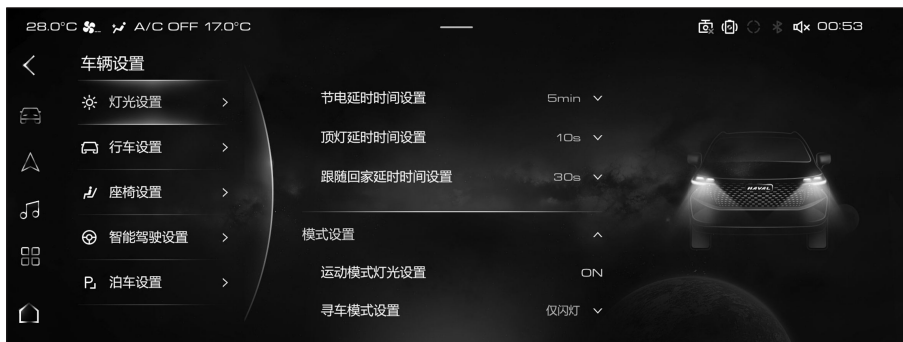 28.0°C A/C OFF 17.0°C 00:53
车辆设置
灯光设置
行车设置
座椅设置
智能驾驶设置
泊车设置
节电延时时间设置 5min
顶灯延时时间设置 10s
跟随回家延时时间设置 30s
模式设置
运动模式灯光设置 ON
寻车模式设置 仅闪灯
HAVAL